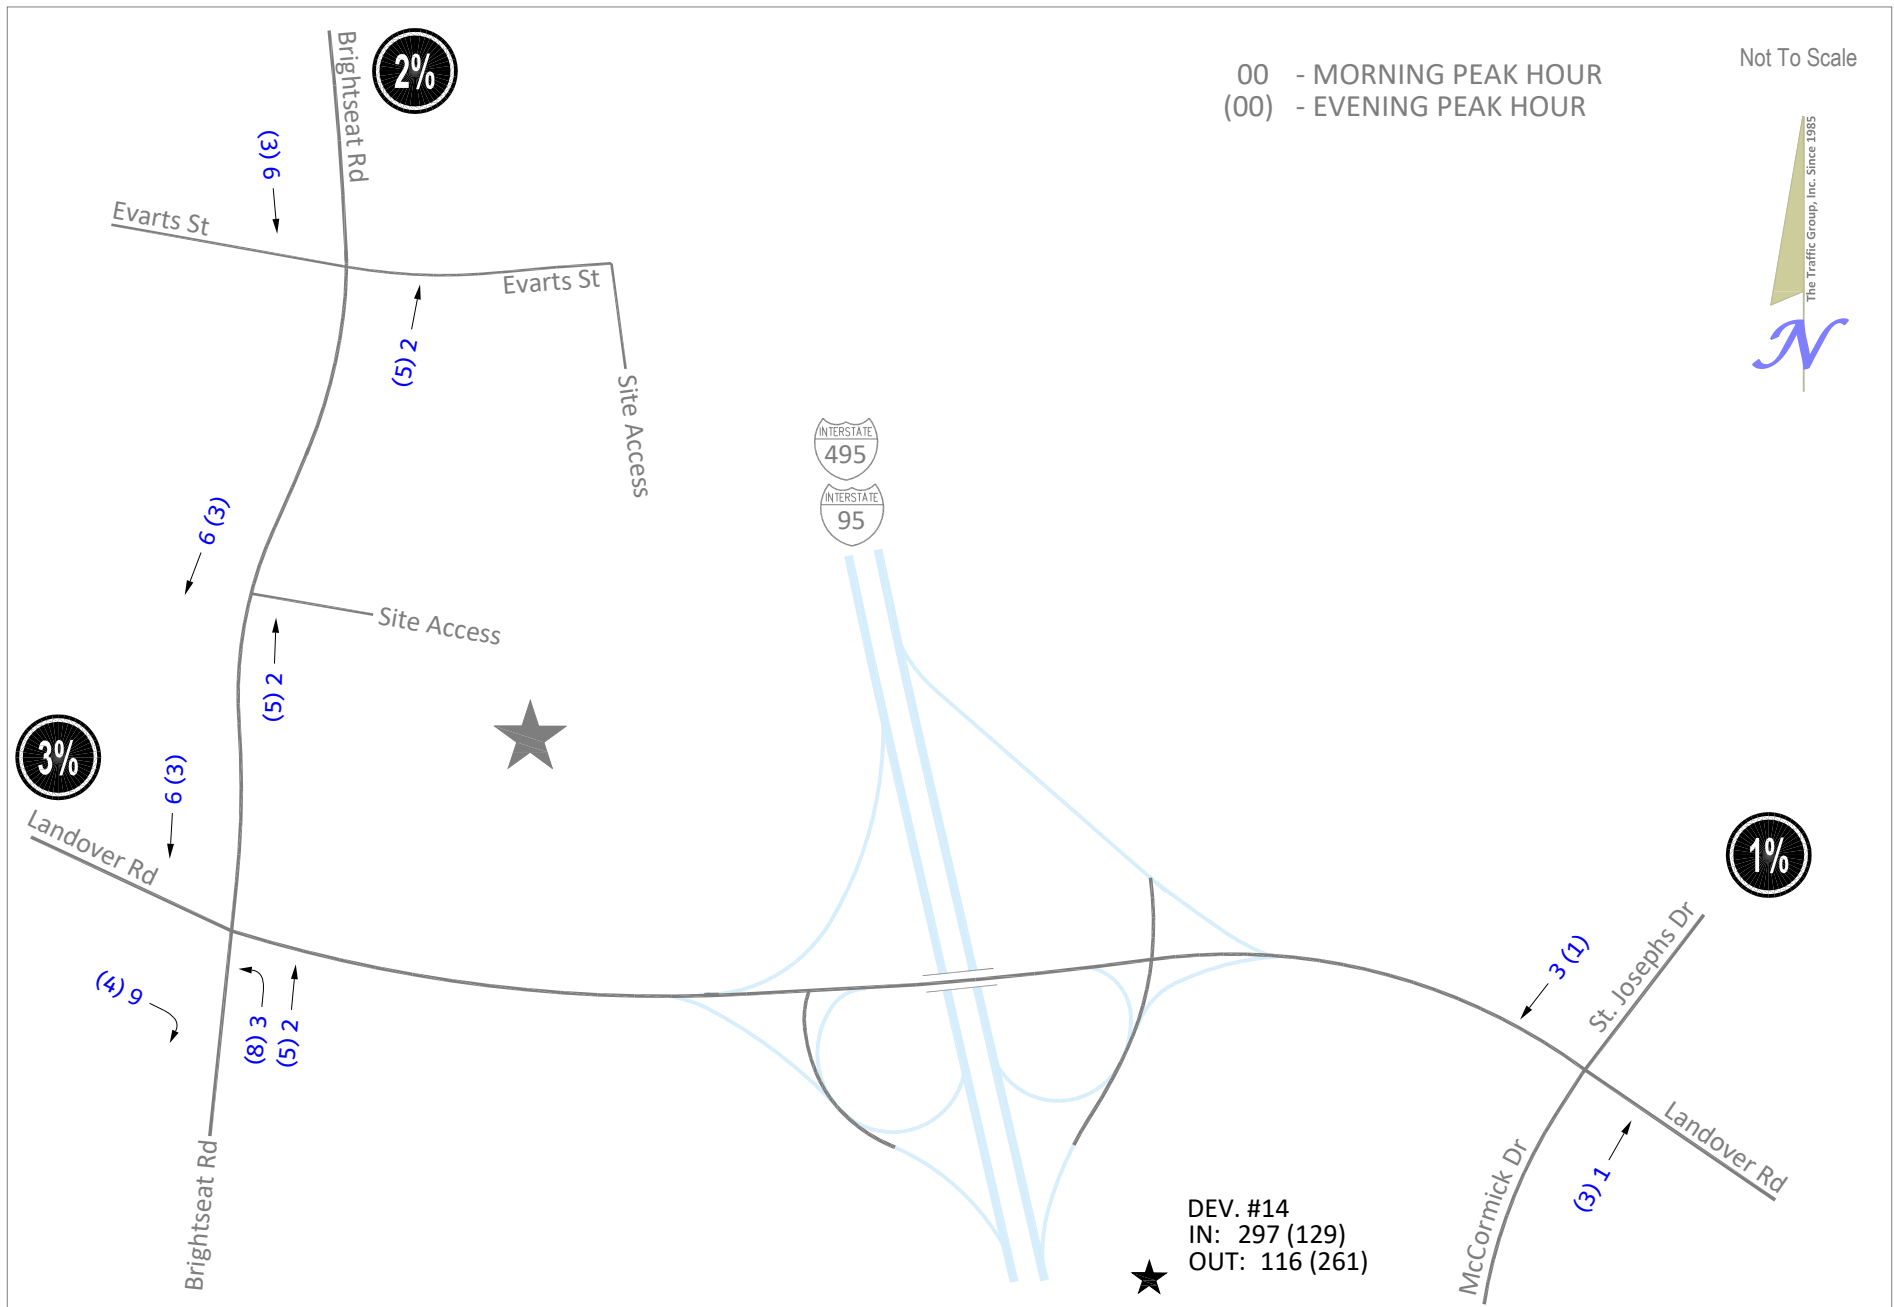 Brightseat Rd
2%
00 - MORNING PEAK HOUR
(00) - EVENING PEAK HOUR
Not To Scale
The Traffic Group, Inc. Since 1985
N
6 (3)
Evarts St
Evarts St
(5) 2
Site Access
INTERSTATE
495
INTERSTATE
95
6 (3)
Site Access
(5) 2
3%
6 (3)
Landover Rd
1%
(4) 9
(8) 3
(5) 2
3 (1)
St. Josephs Dr
Landover Rd
(3) 1
McCormick Dr
Brightseat Rd
DEV. #14
IN: 297 (129)
OUT: 116 (261)